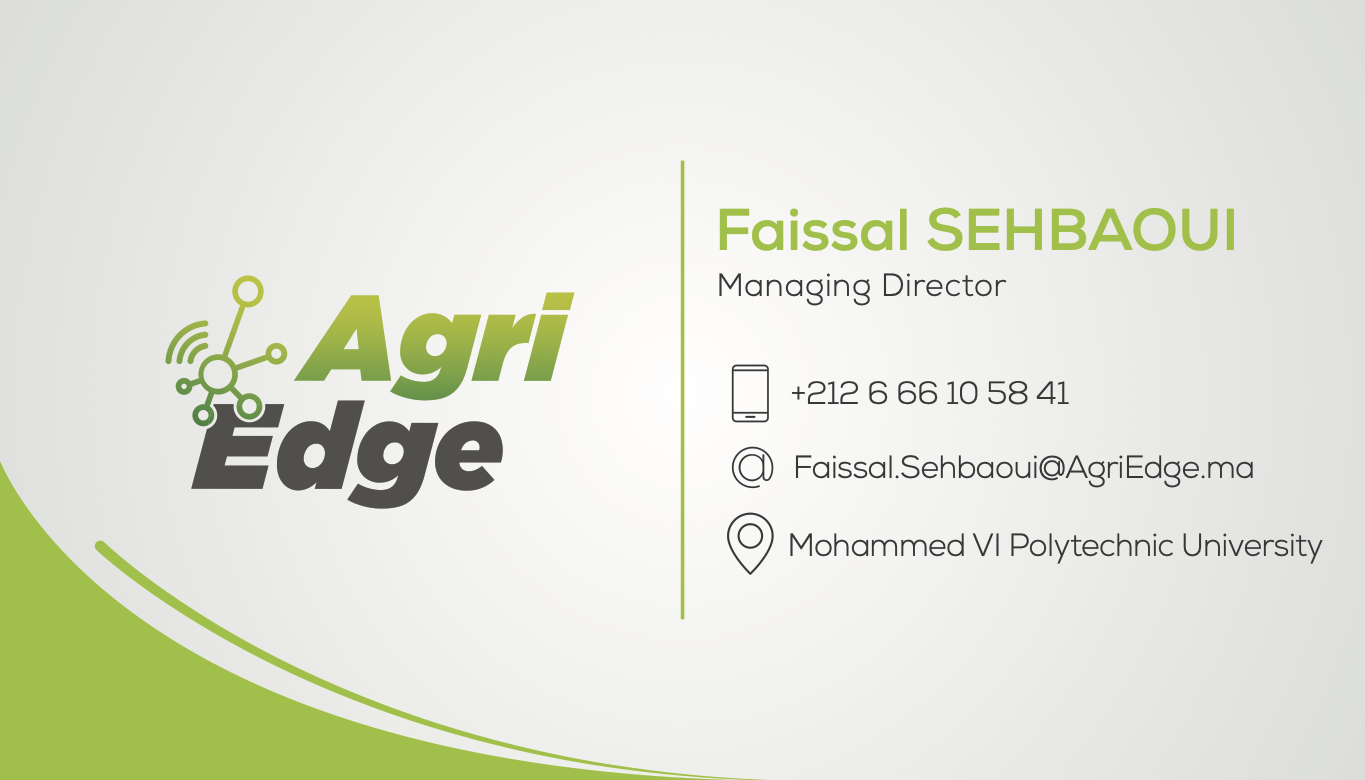 Agri
Edge
Faissal SEHBAOUI
Managing Director
+212 6 66 10 58 41
Faissal.Sehbaoui@AgriEdge.ma
Mohammed VI Polytechnic University